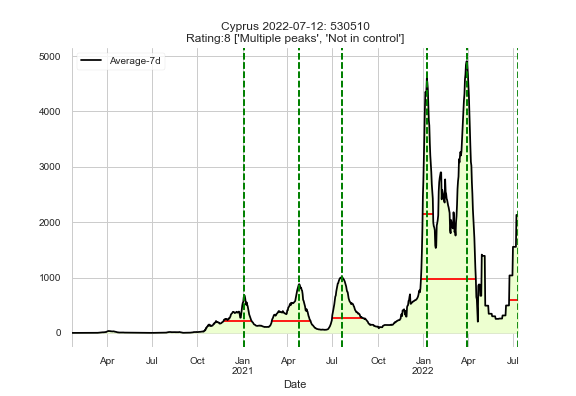 Cyprus 2022-07-12: 530510
Rating:8 ['Multiple peaks', 'Not in control']
Average-7d
5000
4000
3000
2000
1000
0
Apr Jul Oct Jan Apr Jul Oct Jan Apr Jul
2021 2022
Date